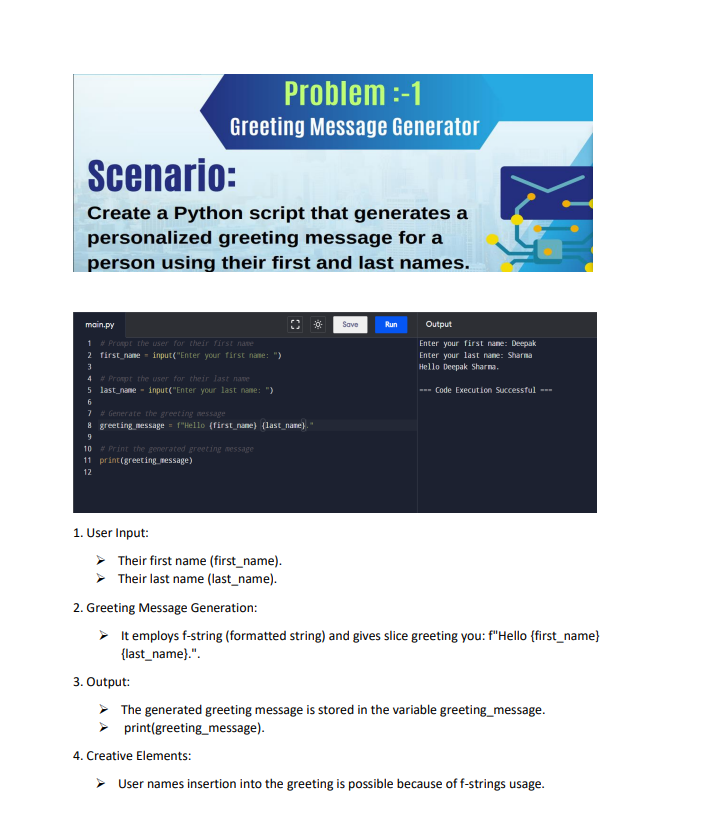 Problem :-1
Greeting Message Generator
Scenario:
Create a Python script that generates a
personalized greeting message for a
person using their first and last names.
main.py
Save
Run
Output
1 # Prompt the user for their first name
2 first_name = input("Enter your first name: ")
3
4 # Prompt the user for their last name
5 last_name = input("Enter your last name: ")
6
7 # Generate the greeting message
8 greeting_message = f"Hello {first_name} {last_name}."
9
10 # Print the generated greeting message
11 print(greeting_message)
12
Enter your first name: Deepak
Enter your last name: Sharma
Hello Deepak Sharma.
=== Code Execution Successful ===
1. User Input:
➢ Their first name (first_name).
➢ Their last name (last_name).
2. Greeting Message Generation:
➢ It employs f-string (formatted string) and gives slice greeting you: f"Hello {first_name}
{last_name}.".
3. Output:
➢ The generated greeting message is stored in the variable greeting_message.
➢ print(greeting_message).
4. Creative Elements:
➢ User names insertion into the greeting is possible because of f-strings usage.